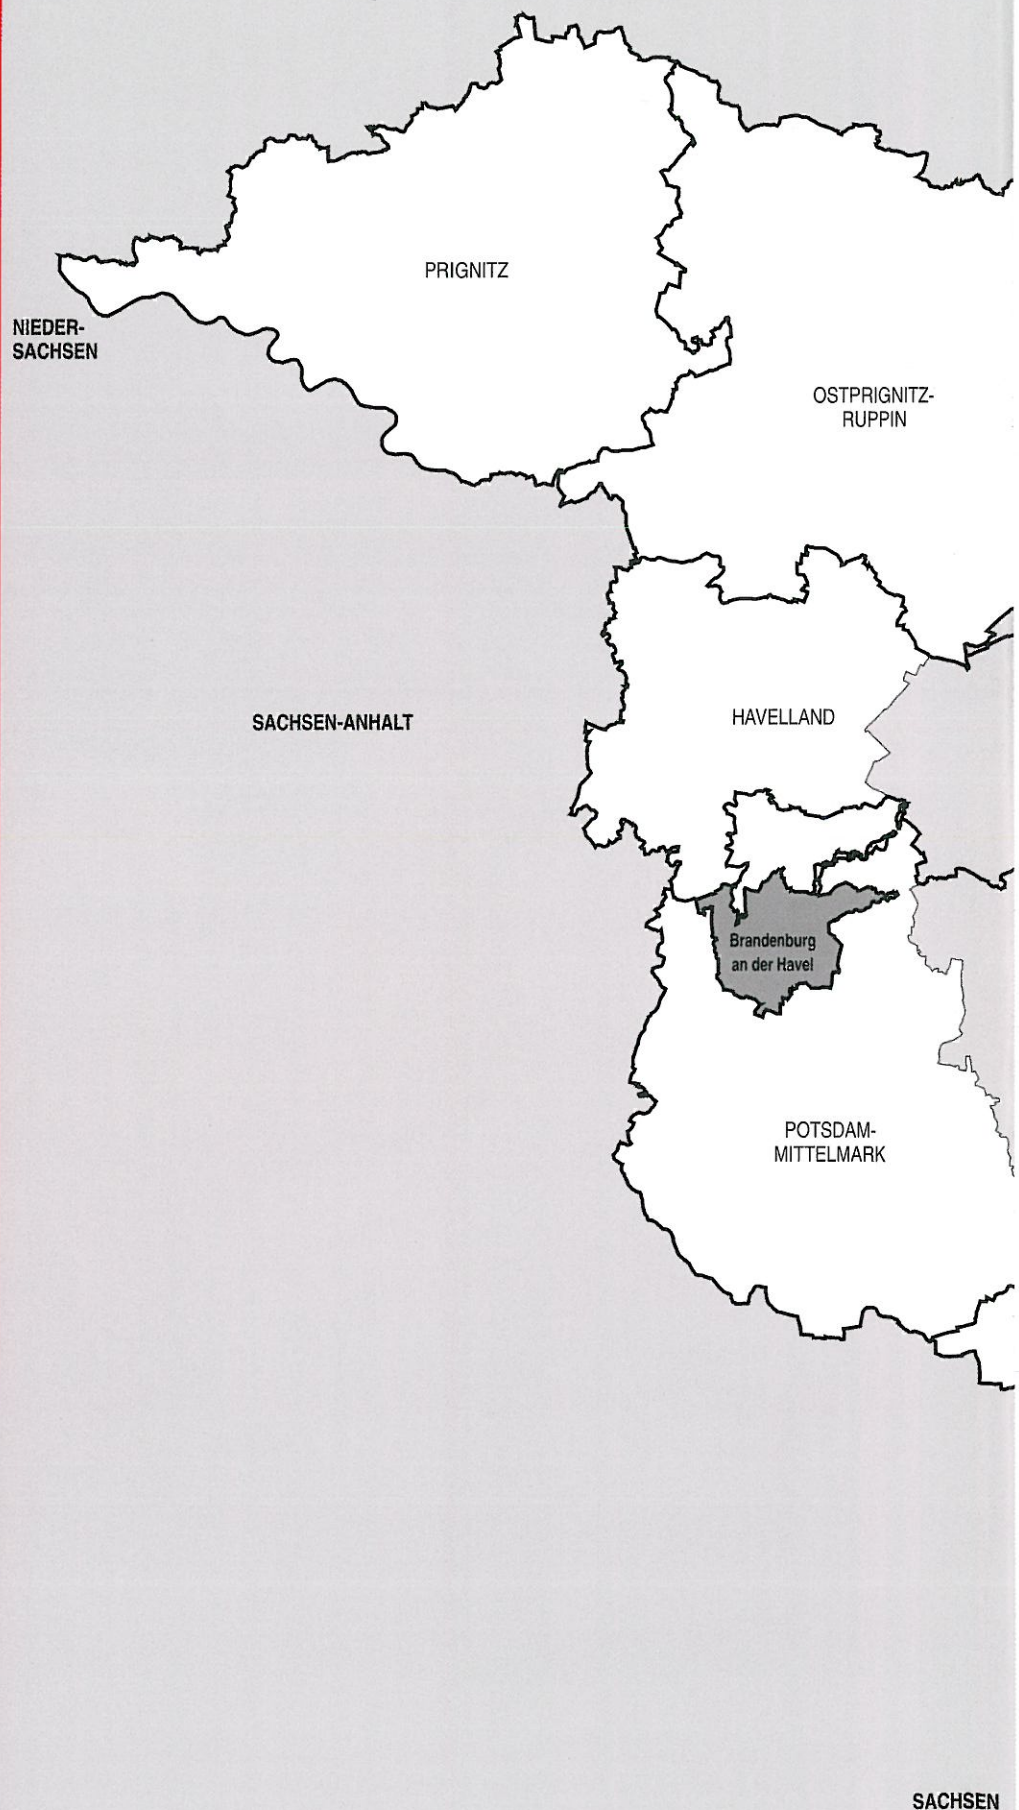 PRIGNITZ
NIEDER-
SACHSEN
OSTPRIGNITZ-
RUPPIN
SACHSEN-ANHALT
HAVELLAND
Brandenburg
an der Havel
POTSDAM-
MITTELMARK
SACHSEN